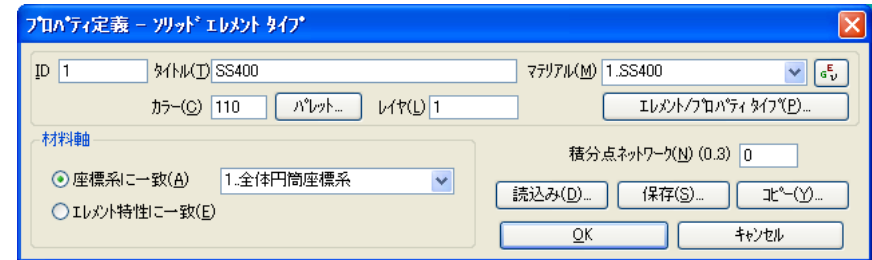 ﾌﾟﾛﾊﾟﾃｨ定義 - ｿﾘｯﾄﾞ ｴﾚﾒﾝﾄ ﾀｲﾌﾟ
ID 1 ﾀｲﾄﾙ(T) SS400 ﾏﾃﾘｱﾙ(M) 1..SS400
ｶﾗｰ(C) 110 ﾊﾟﾚｯﾄ... ﾚｲﾔ(L) 1 ｴﾚﾒﾝﾄ/ﾌﾟﾛﾊﾟﾃｨ ﾀｲﾌﾟ(P)...
材料軸
座標系に一致(A) 1..全体円筒座標系
ｴﾚﾒﾝﾄ特性に一致(E)
積分点ﾈｯﾄﾜｰｸ(N) (0.3) 0
読込み(D)... 保存(S)... ｺﾋﾟｰ(Y)...
OK ｷｬﾝｾﾙ